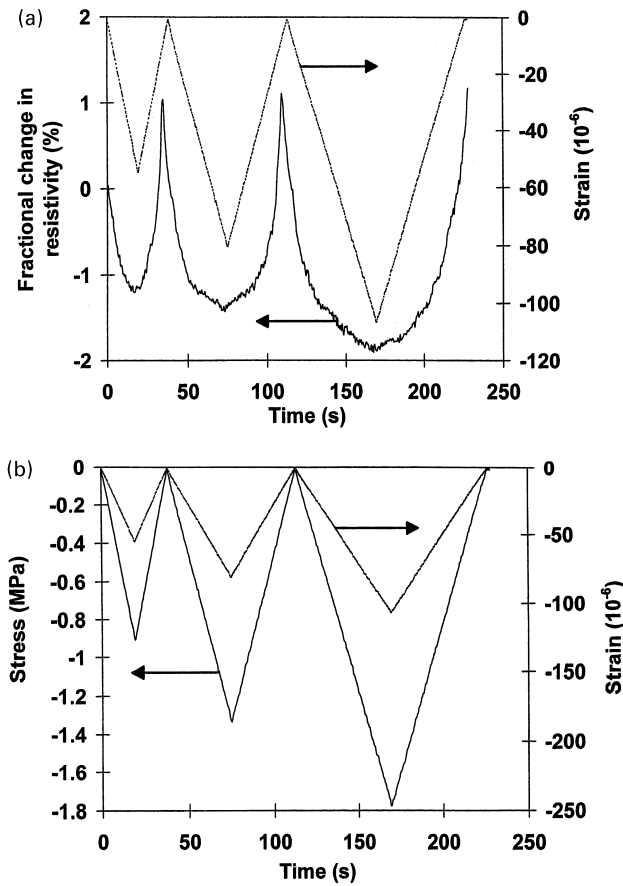 (a)
2
1
0
-1
-2
Fractional change in
resistivity (%)
0
-20
-40
-60
-80
-100
-120
Strain (10-6)
0 50 100 150 200 250
Time (s)
(b)
0
-0.2
-0.4
-0.6
-0.8
-1
-1.2
-1.4
-1.6
-1.8
Stress (MPa)
0
-50
-100
-150
-200
-250
Strain (10-6)
0 50 100 150 200 250
Time (s)